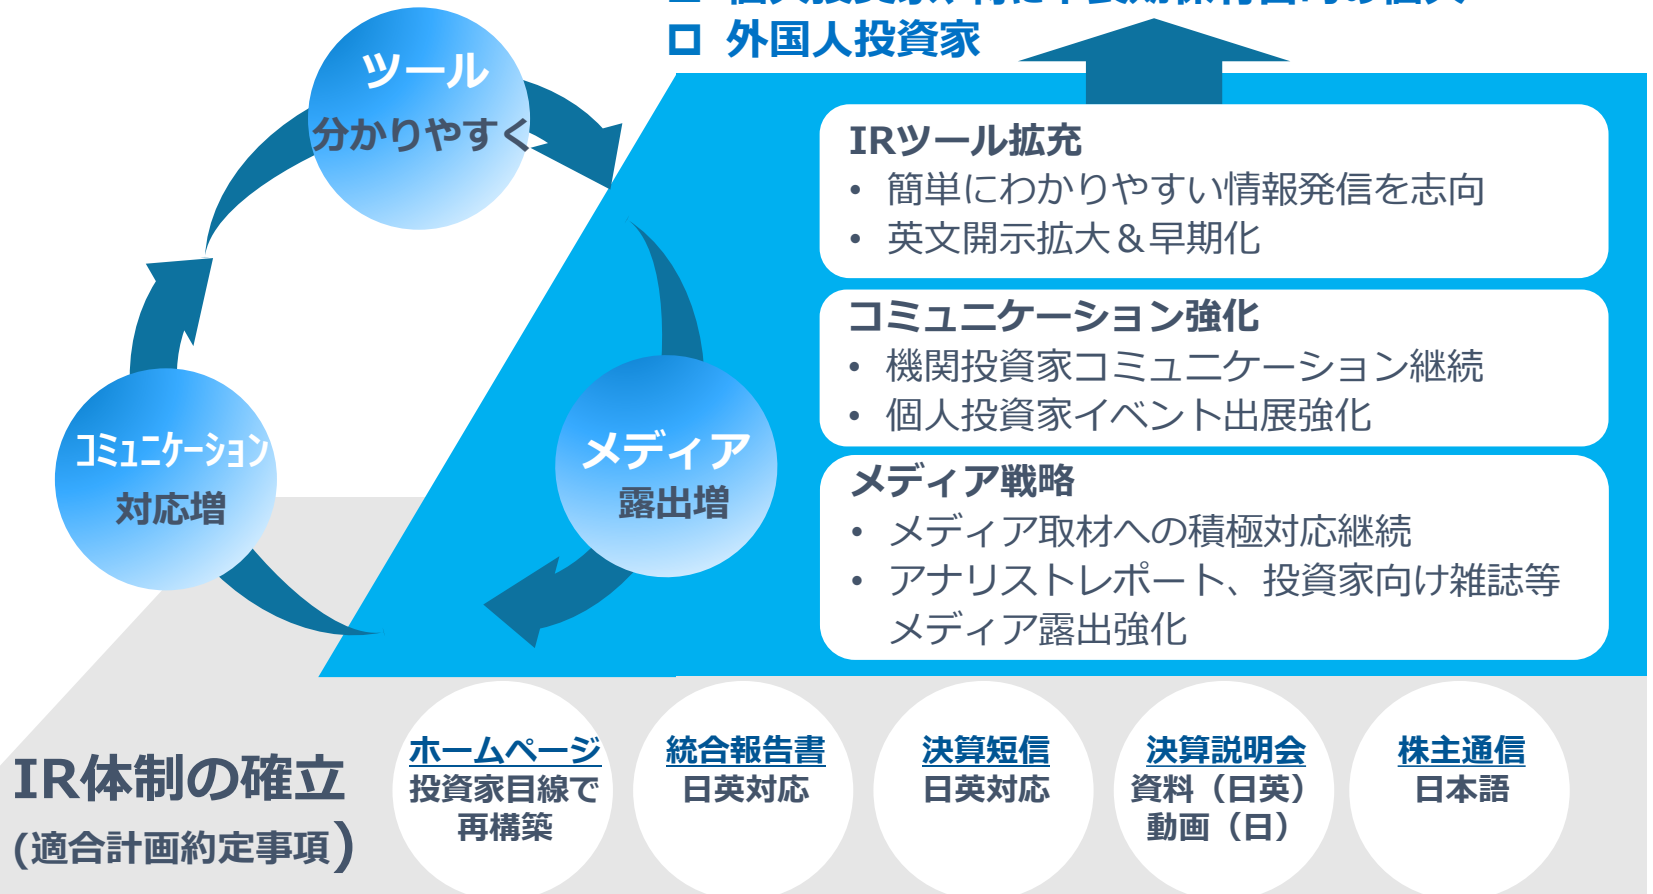 外国人投資家
ツール
分かりやすく
コミュニケーション
対応増
メディア
露出増
IRツール拡充
• 簡単にわかりやすい情報発信を志向
• 英文開示拡大＆早期化
コミュニケーション強化
• 機関投資家コミュニケーション継続
• 個人投資家イベント出展強化
メディア戦略
• メディア取材への積極対応継続
• アナリストレポート、投資家向け雑誌等
メディア露出強化
IR体制の確立
(適合計画約定事項)
ホームページ
投資家目線で
再構築
統合報告書
日英対応
決算短信
日英対応
決算説明会
資料（日英）
動画（日）
株主通信
日本語